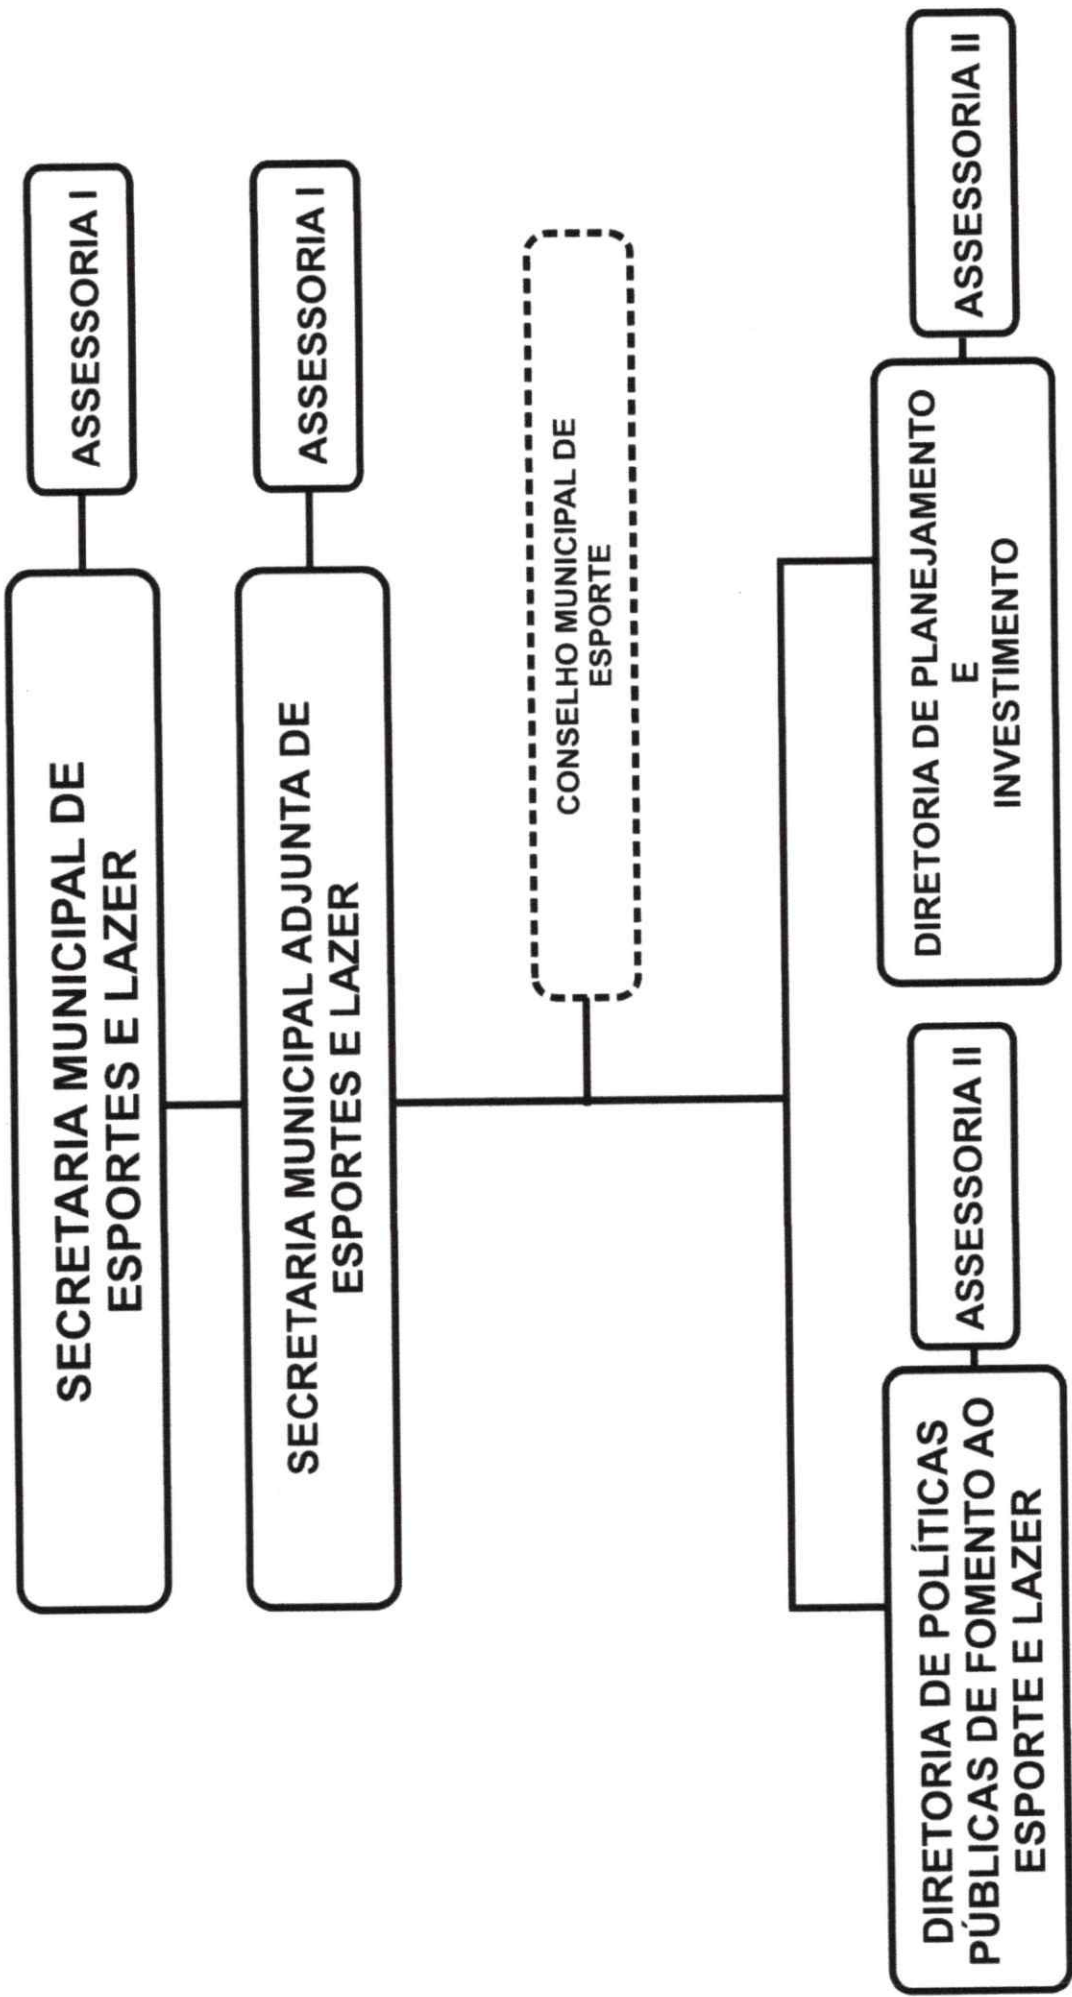 SECRETARIA MUNICIPAL DE
ESPORTES E LAZER
ASSESSORIA I
SECRETARIA MUNICIPAL ADJUNTA DE
ESPORTES E LAZER
ASSESSORIA I
CONSELHO MUNICIPAL DE
ESPORTE
DIRETORIA DE POLÍTICAS
PÚBLICAS DE FOMENTO AO
ESPORTE E LAZER
ASSESSORIA II
DIRETORIA DE PLANEJAMENTO
E
INVESTIMENTO
ASSESSORIA II